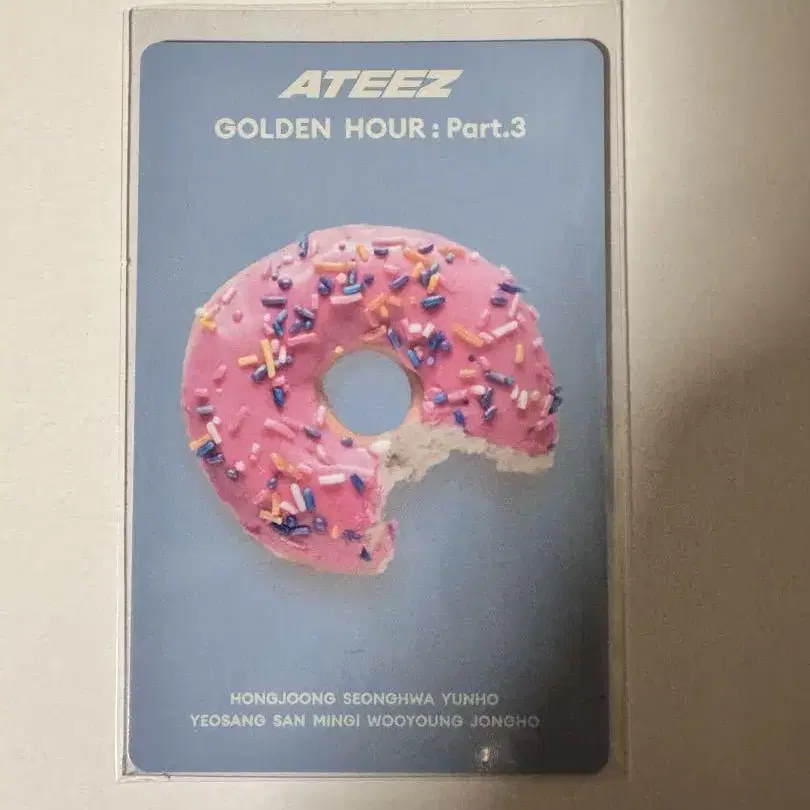 ATEEZ
GOLDEN HOUR : Part.3
HONGJOONG SEONGHWA YUNHO
YEOSANG SAN MINGI WOOYOUNG JONGHO